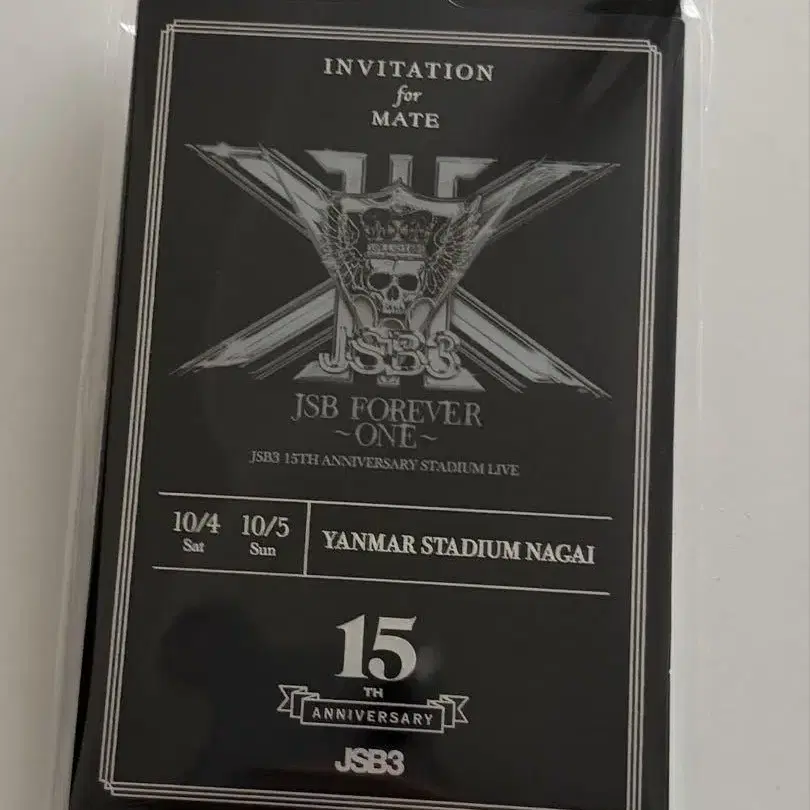 INVITATION
for
MATE
JSB3
JSB FOREVER
~ONE~
JSB3 15TH ANNIVERSARY STADIUM LIVE
10/4 10/5
Sat Sun
YANMAR STADIUM NAGAI
15
TH
ANNIVERSARY
JSB3